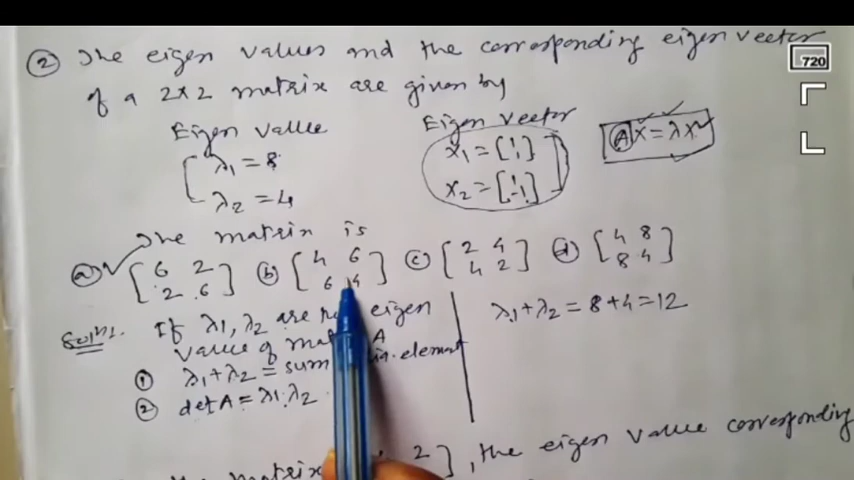 ② The eigen values and the corresponding eigen vector
of a 2×2 matrix are given by
Eigen value Eigen Vector
λ1 = 8 x1 = [1 1] AX = λX
λ2 = 4 x2 = [1 -1]
The matrix is
ⓐ [6 2 ⓑ [4 6 ⓒ [2 4 ⓓ [4 8
2 6] 6 4] 4 2] 8 4]
Soln:. If λ1, λ2 are eigen
value of A
① λ1+λ2 = sum element
② detA = λ1.λ2
λ1+λ2 = 8+4=12
matrix 2], the eigen value corresponding
720